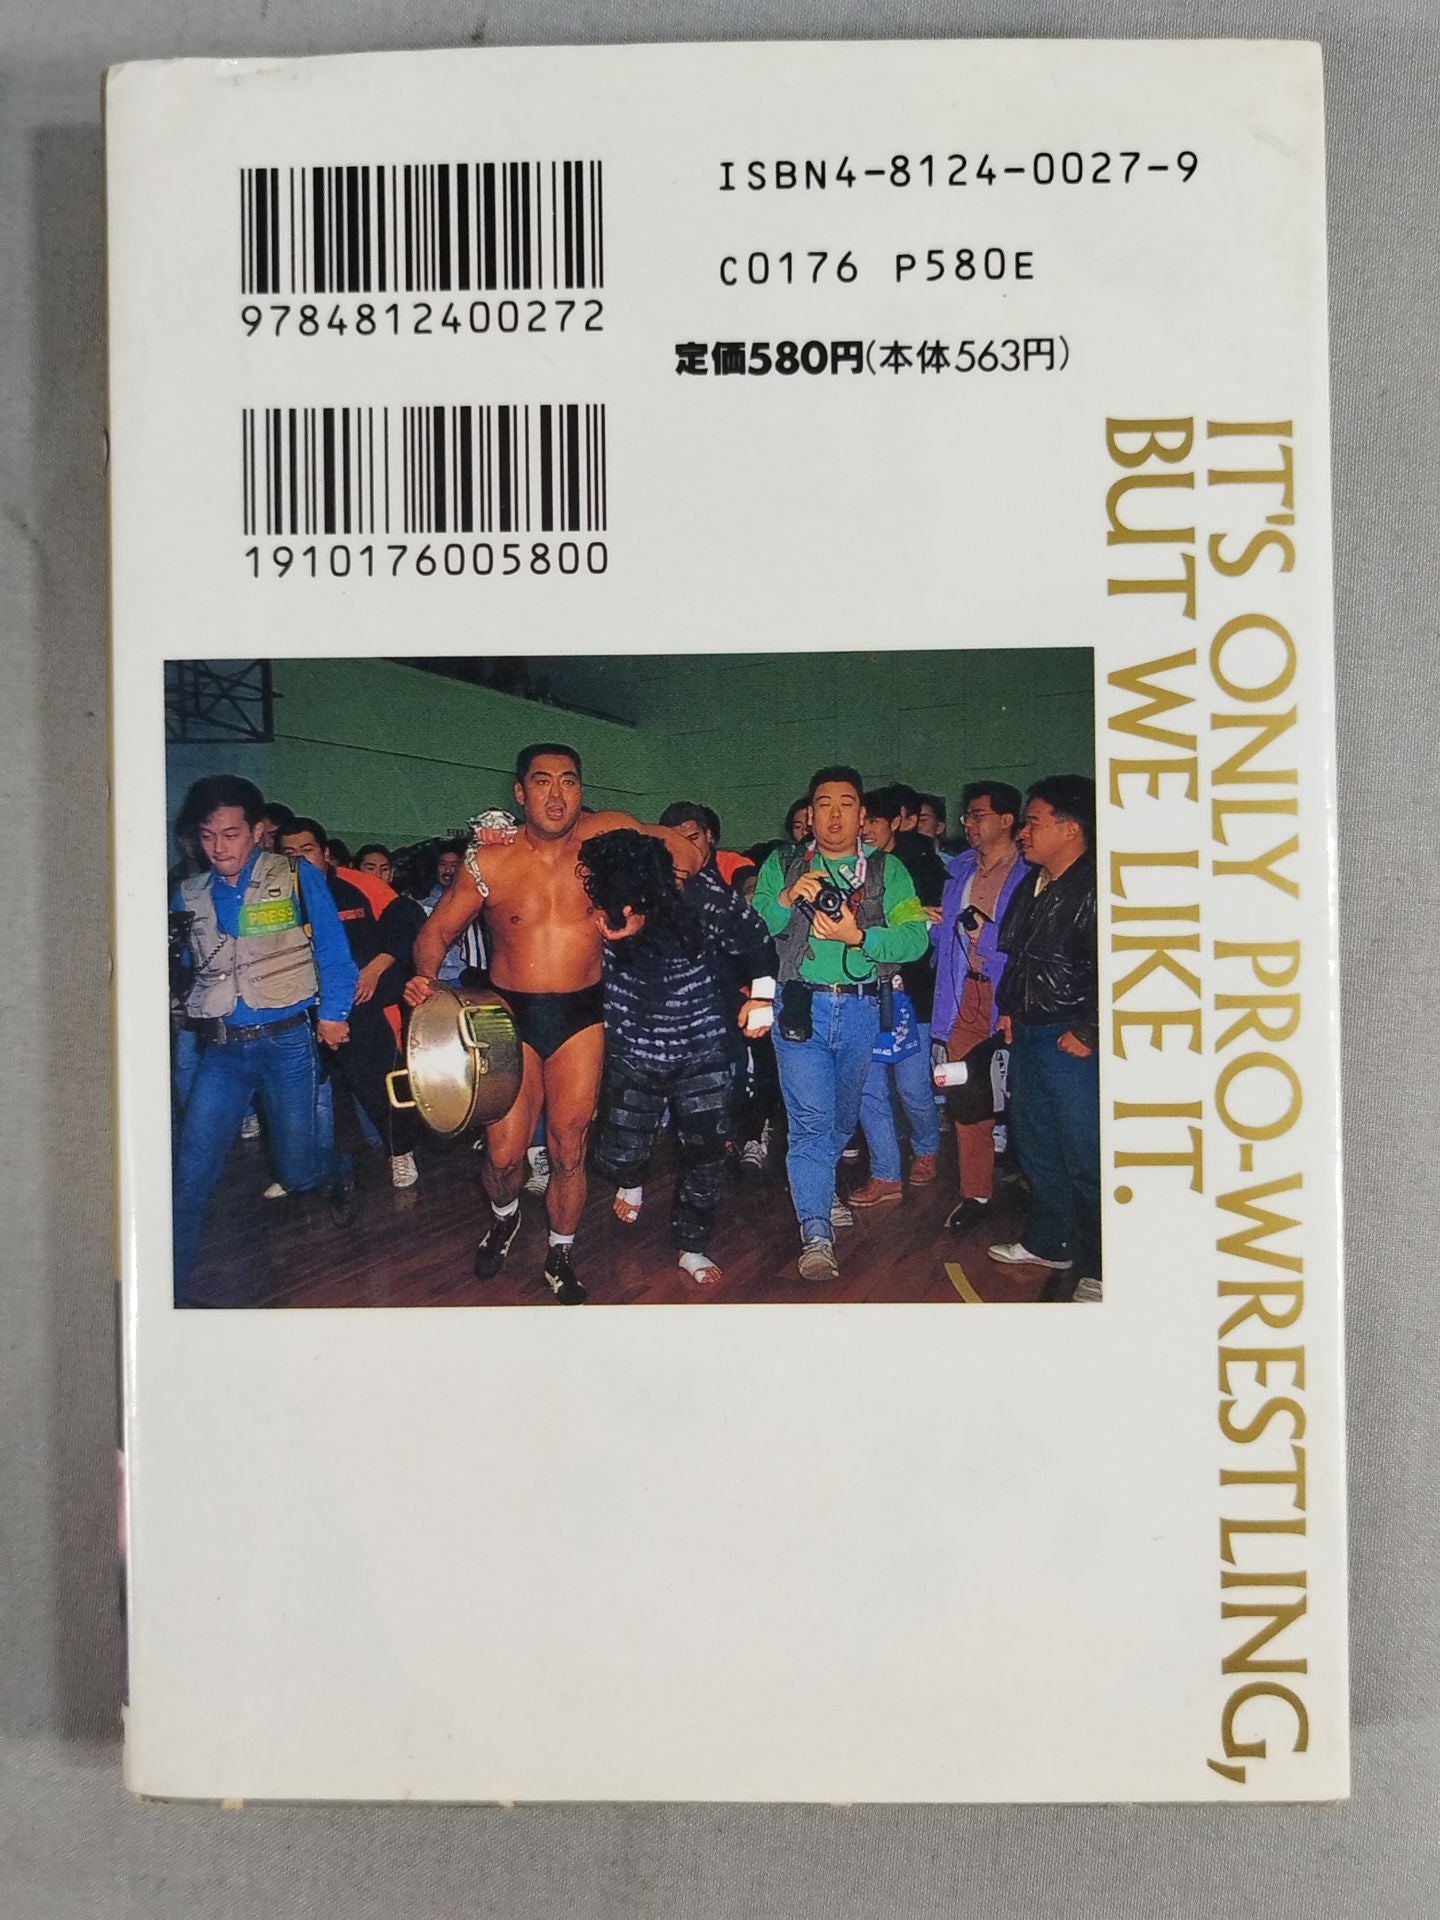 ISBN4-8124-0027-9
9784812400272
C0176 P580E
定価580円(本体563円)
1910176005800
IT'S ONLY PRO-WRESTLING,
BUT WE LIKE IT.
PRESS